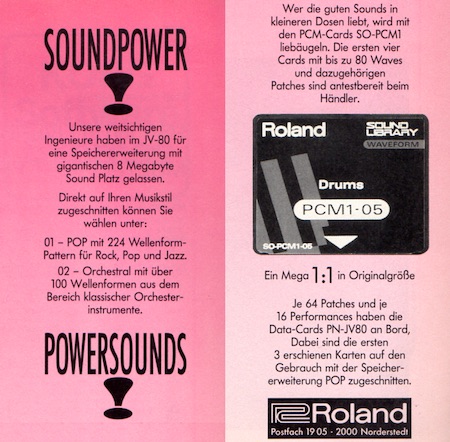 SOUNDPOWER
Unsere weitsichtigen
Ingenieure haben im JV-80 für
eine Speichererweiterung mit
gigantischen 8 Megabyte
Sound Platz gelassen.
Direkt auf Ihren Musikstil
zugeschnitten können Sie
wählen unter:
01 – POP mit 224 Wellenform-
Pattern für Rock, Pop und Jazz.
02 – Orchestral mit über
100 Wellenformen aus dem
Bereich klassischer Orchester-
instrumente.
POWERSOUNDS
Wer die guten Sounds in
kleineren Dosen liebt, wird mit
den PCM-Cards SO-PCM1
liebäugeln. Die ersten vier
Cards mit bis zu 80 Waves
und dazugehörigen
Patches sind antestbereit beim
Händler.
Roland
SOUND
LIBRARY
WAVEFORM
Drums
PCM1-05
SO-PCM1-05
Ein Mega 1:1 in Originalgröße
Je 64 Patches und je
16 Performances haben die
Data-Cards PN-JV80 an Bord,
Dabei sind die ersten
3 erschienen Karten auf den
Gebrauch mit der Speicher-
erweiterung POP zugeschnitten.
Roland
Postfach 19 05 - 2000 Norderstedt